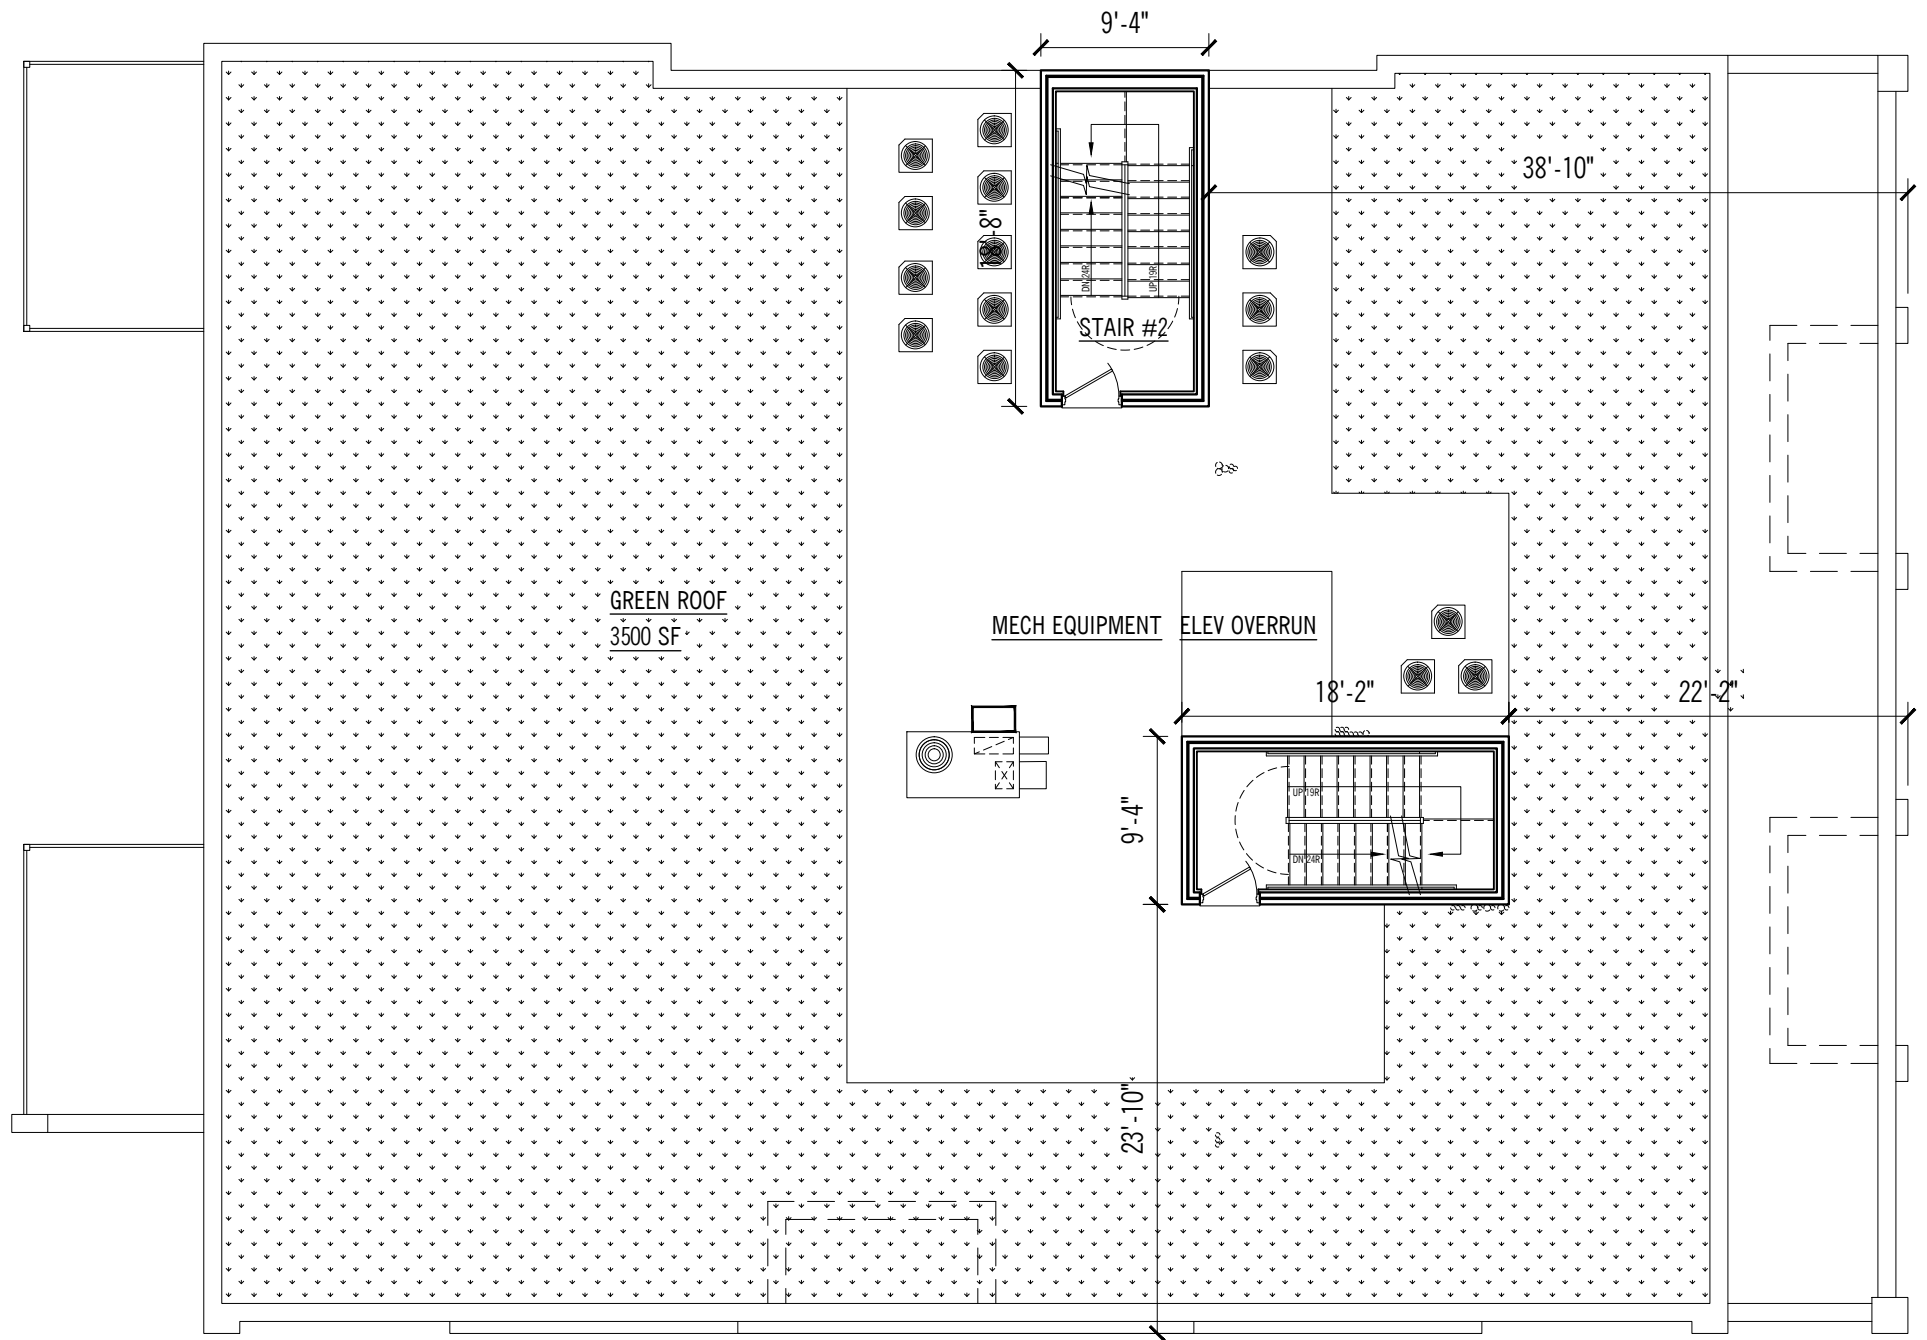 9'-4"
38'-10"
18'-8"
DN 24R
UP 19R
STAIR #2
GREEN ROOF
3500 SF
MECH EQUIPMENT
ELEV OVERRUN
18'-2"
22'-2"
X
UP 19R
9'-4"
DN 24R
23'-10"